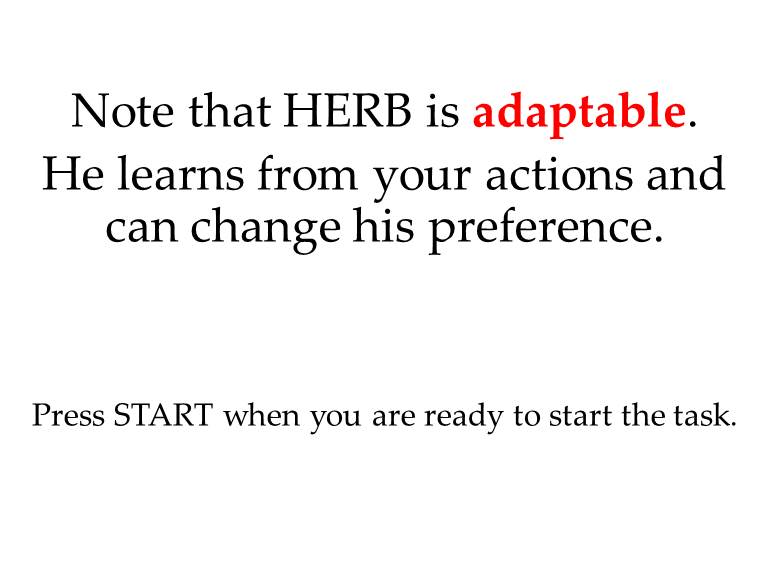 Note that HERB is adaptable.
He learns from your actions and
can change his preference.
Press START when you are ready to start the task.